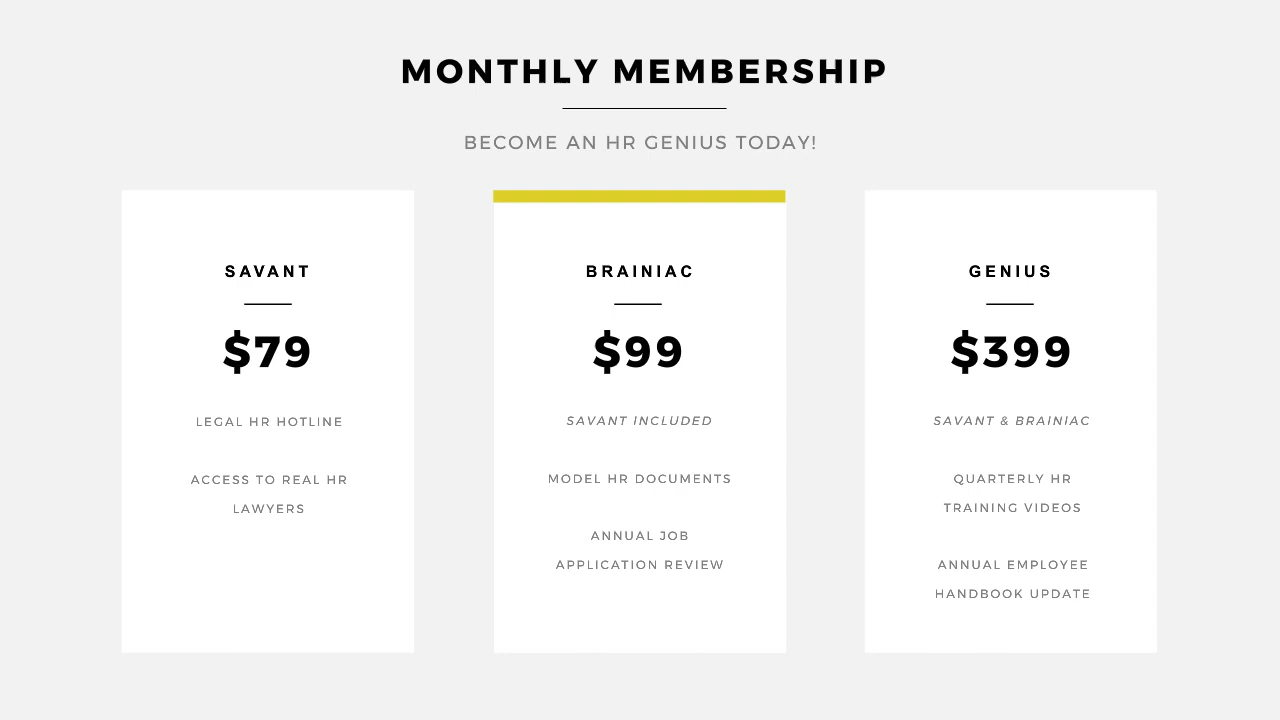 MONTHLY MEMBERSHIP
BECOME AN HR GENIUS TODAY!
SAVANT
$79
LEGAL HR HOTLINE
ACCESS TO REAL HR
LAWYERS
BRAINIAC
$99
SAVANT INCLUDED
MODEL HR DOCUMENTS
ANNUAL JOB
APPLICATION REVIEW
GENIUS
$399
SAVANT & BRAINIAC
QUARTERLY HR
TRAINING VIDEOS
ANNUAL EMPLOYEE
HANDBOOK UPDATE